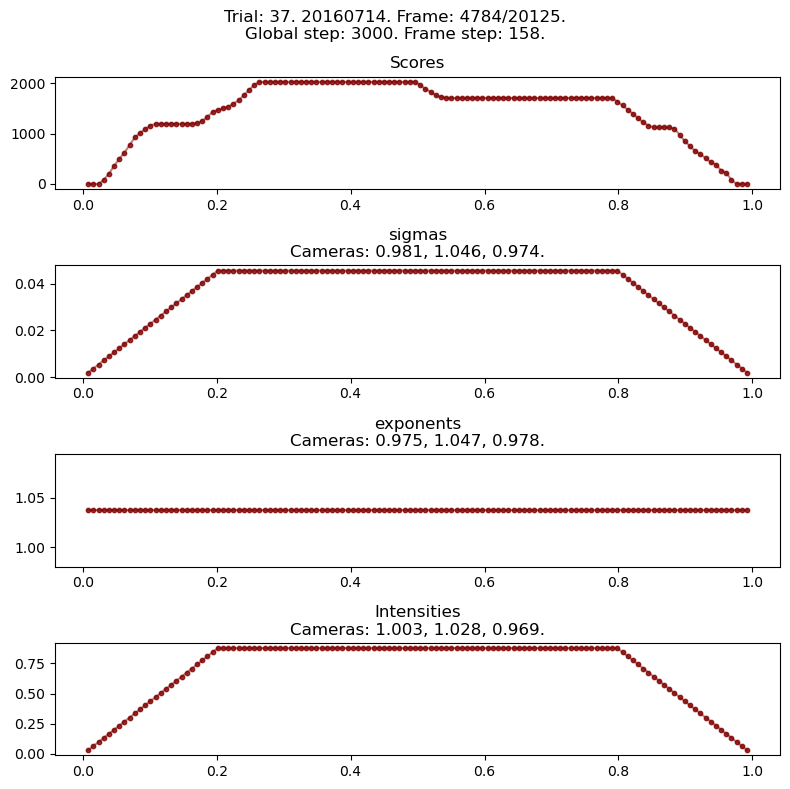 Trial: 37. 20160714. Frame: 4784/20125.
Global step: 3000. Frame step: 158.
Scores
2000
1000
0
0.0 0.2 0.4 0.6 0.8 1.0
sigmas
Cameras: 0.981, 1.046, 0.974.
0.04
0.02
0.00
0.0 0.2 0.4 0.6 0.8 1.0
exponents
Cameras: 0.975, 1.047, 0.978.
1.05
1.00
0.0 0.2 0.4 0.6 0.8 1.0
Intensities
Cameras: 1.003, 1.028, 0.969.
0.75
0.50
0.25
0.00
0.0 0.2 0.4 0.6 0.8 1.0